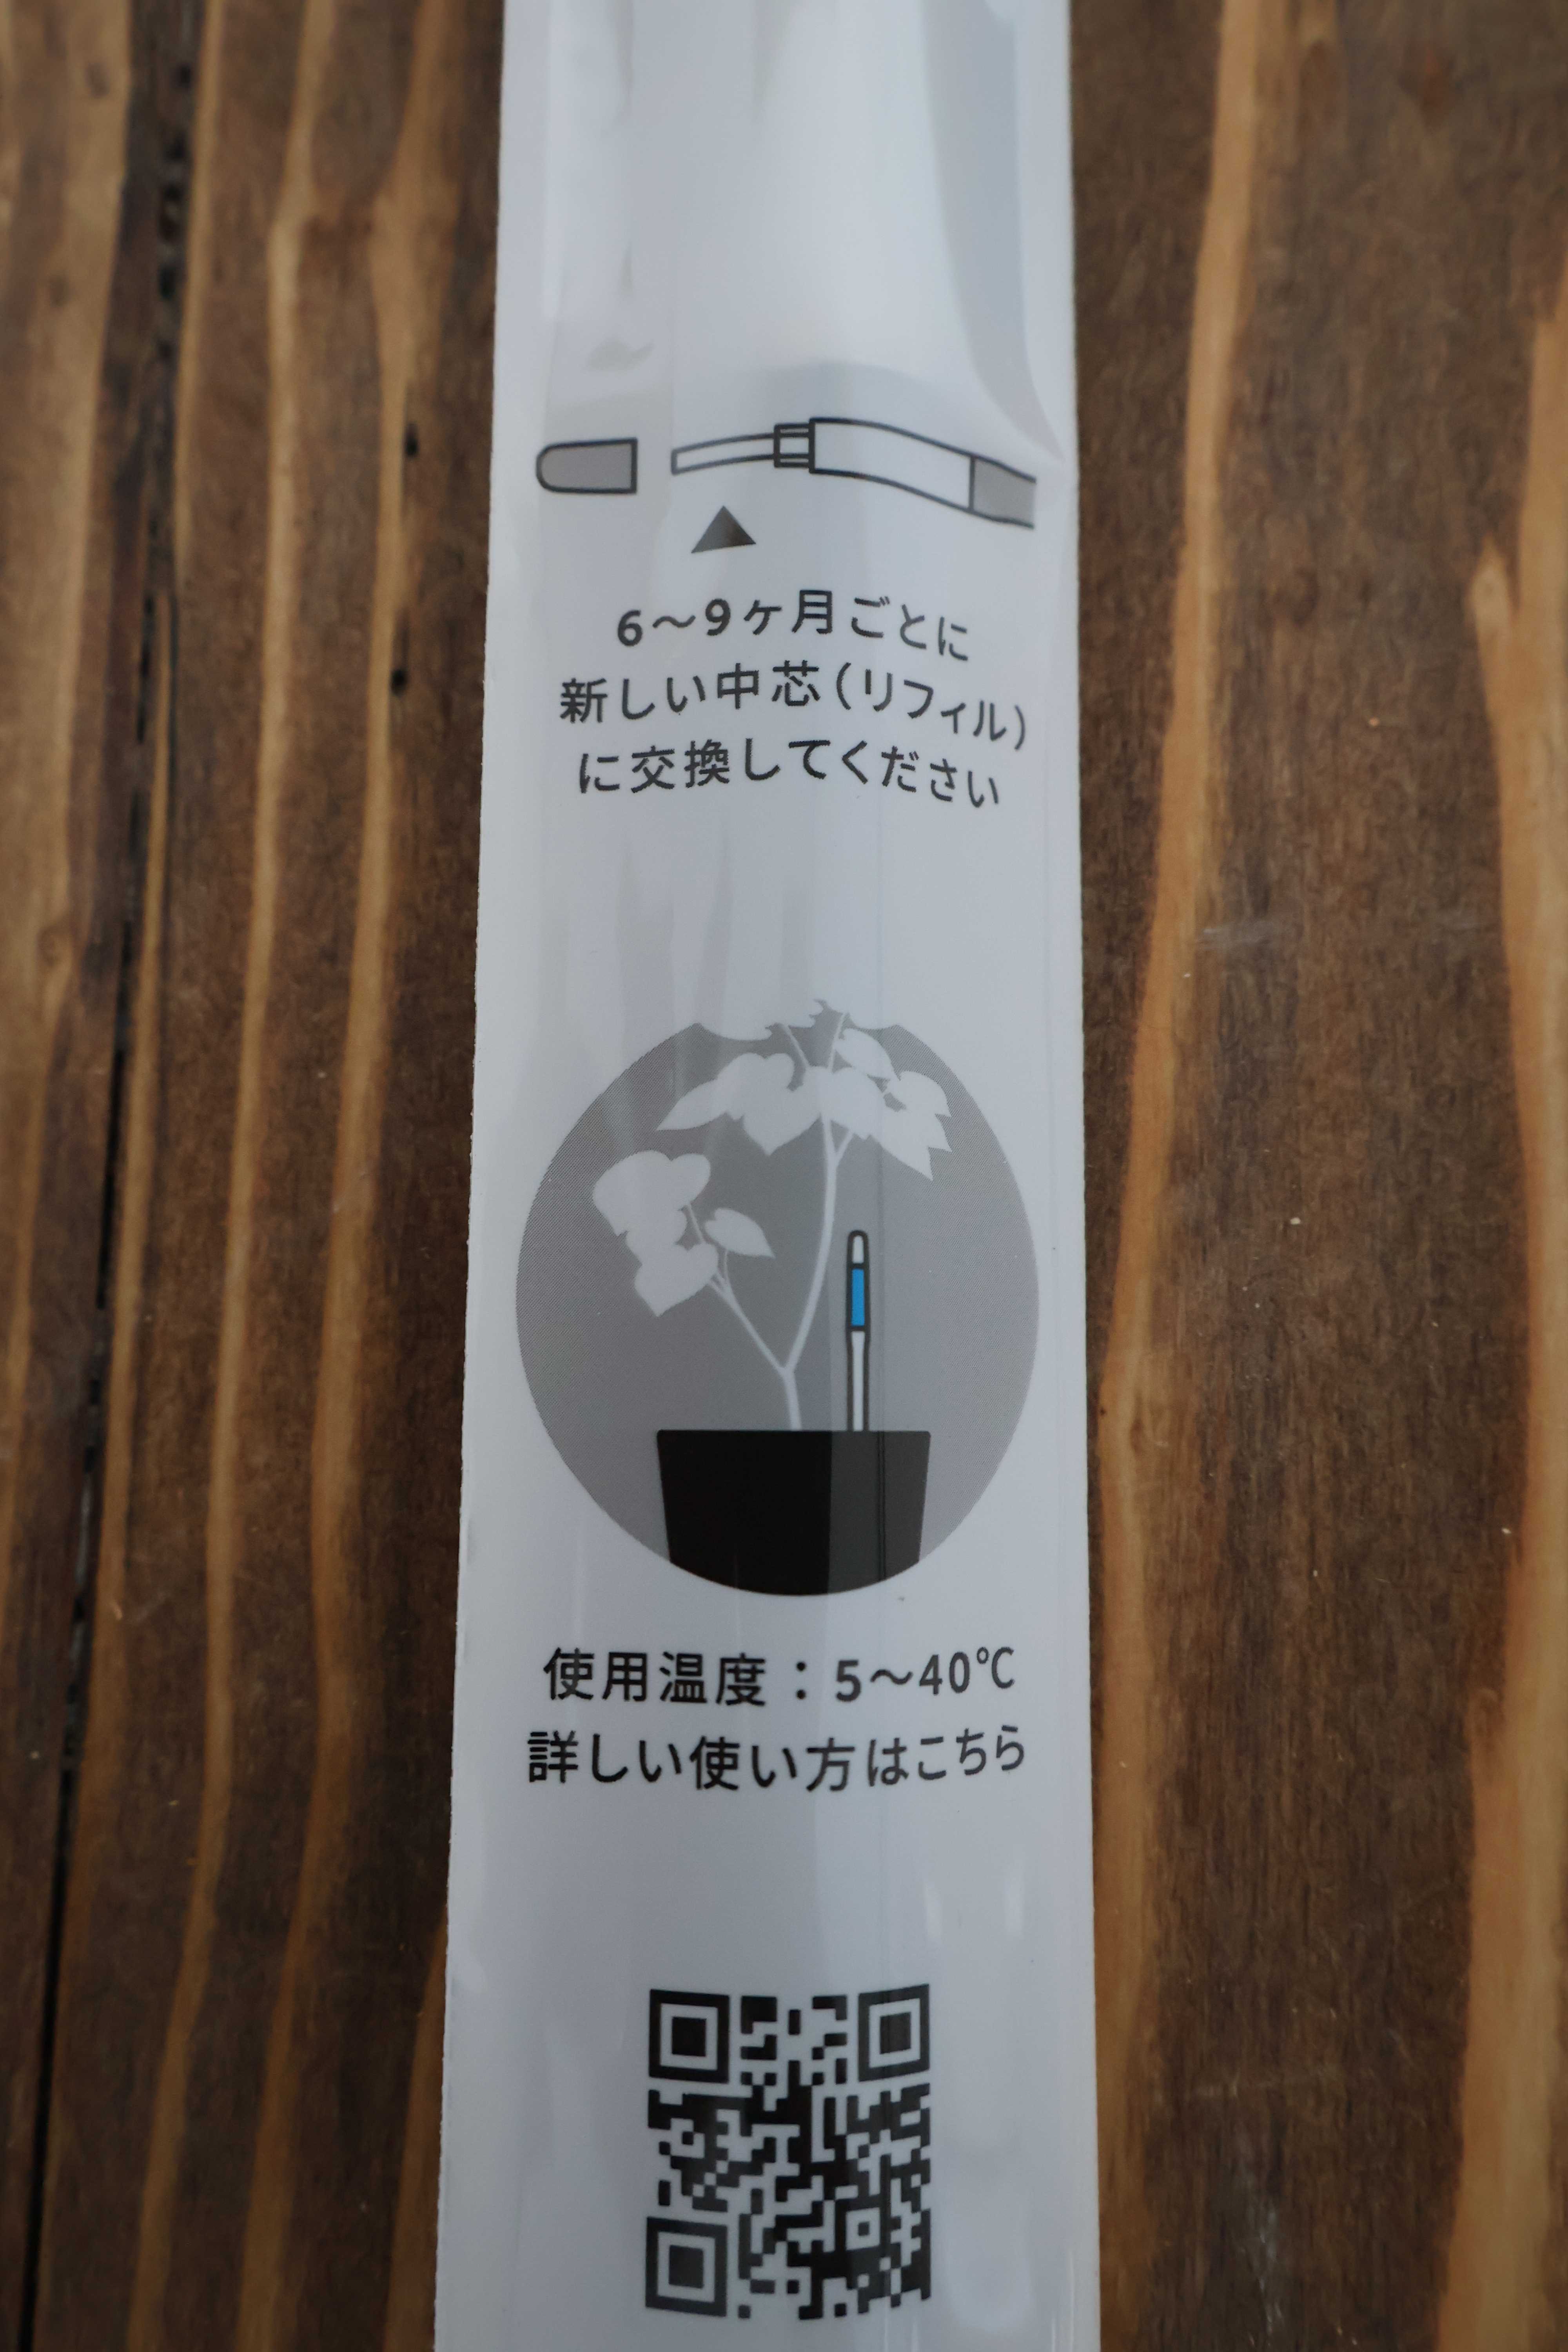 6〜9ヶ月ごとに
新しい中芯(リフィル)
に交換してください
使用温度：5〜40℃
詳しい使い方はこちら